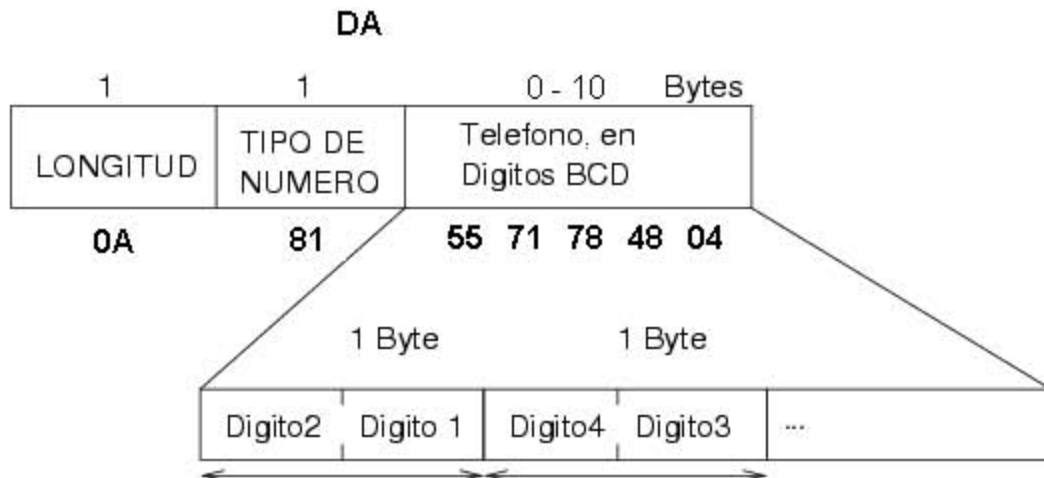 DA
1 1 0 - 10 Bytes
LONGITUD
TIPO DE
NUMERO
Telefono, en
Digitos BCD
0A 81 55 71 78 48 04
1 Byte 1 Byte
Digito2 Digito 1 Digito4 Digito3 ...